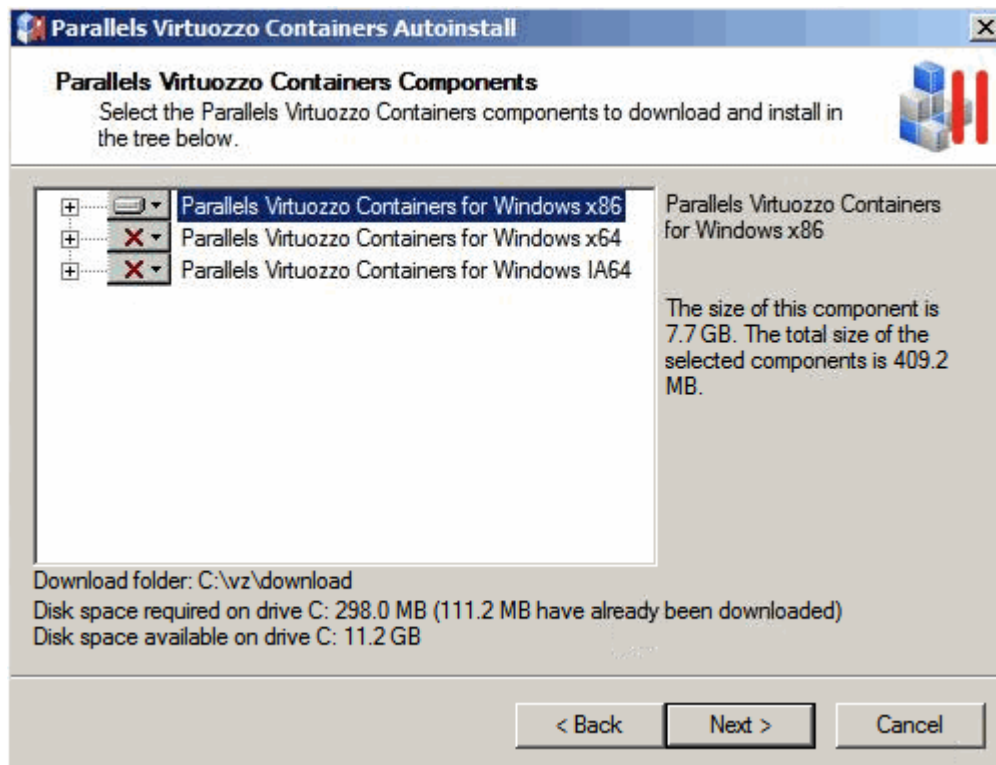 Parallels Virtuozzo Containers Autoinstall
Parallels Virtuozzo Containers Components
Select the Parallels Virtuozzo Containers components to download and install in
the tree below.
Parallels Virtuozzo Containers for Windows x86
Parallels Virtuozzo Containers for Windows x64
Parallels Virtuozzo Containers for Windows IA64
Parallels Virtuozzo Containers
for Windows x86
The size of this component is
7.7 GB. The total size of the
selected components is 409.2
MB.
Download folder: C:\vz\download
Disk space required on drive C: 298.0 MB (111.2 MB have already been downloaded)
Disk space available on drive C: 11.2 GB
< Back
Next >
Cancel